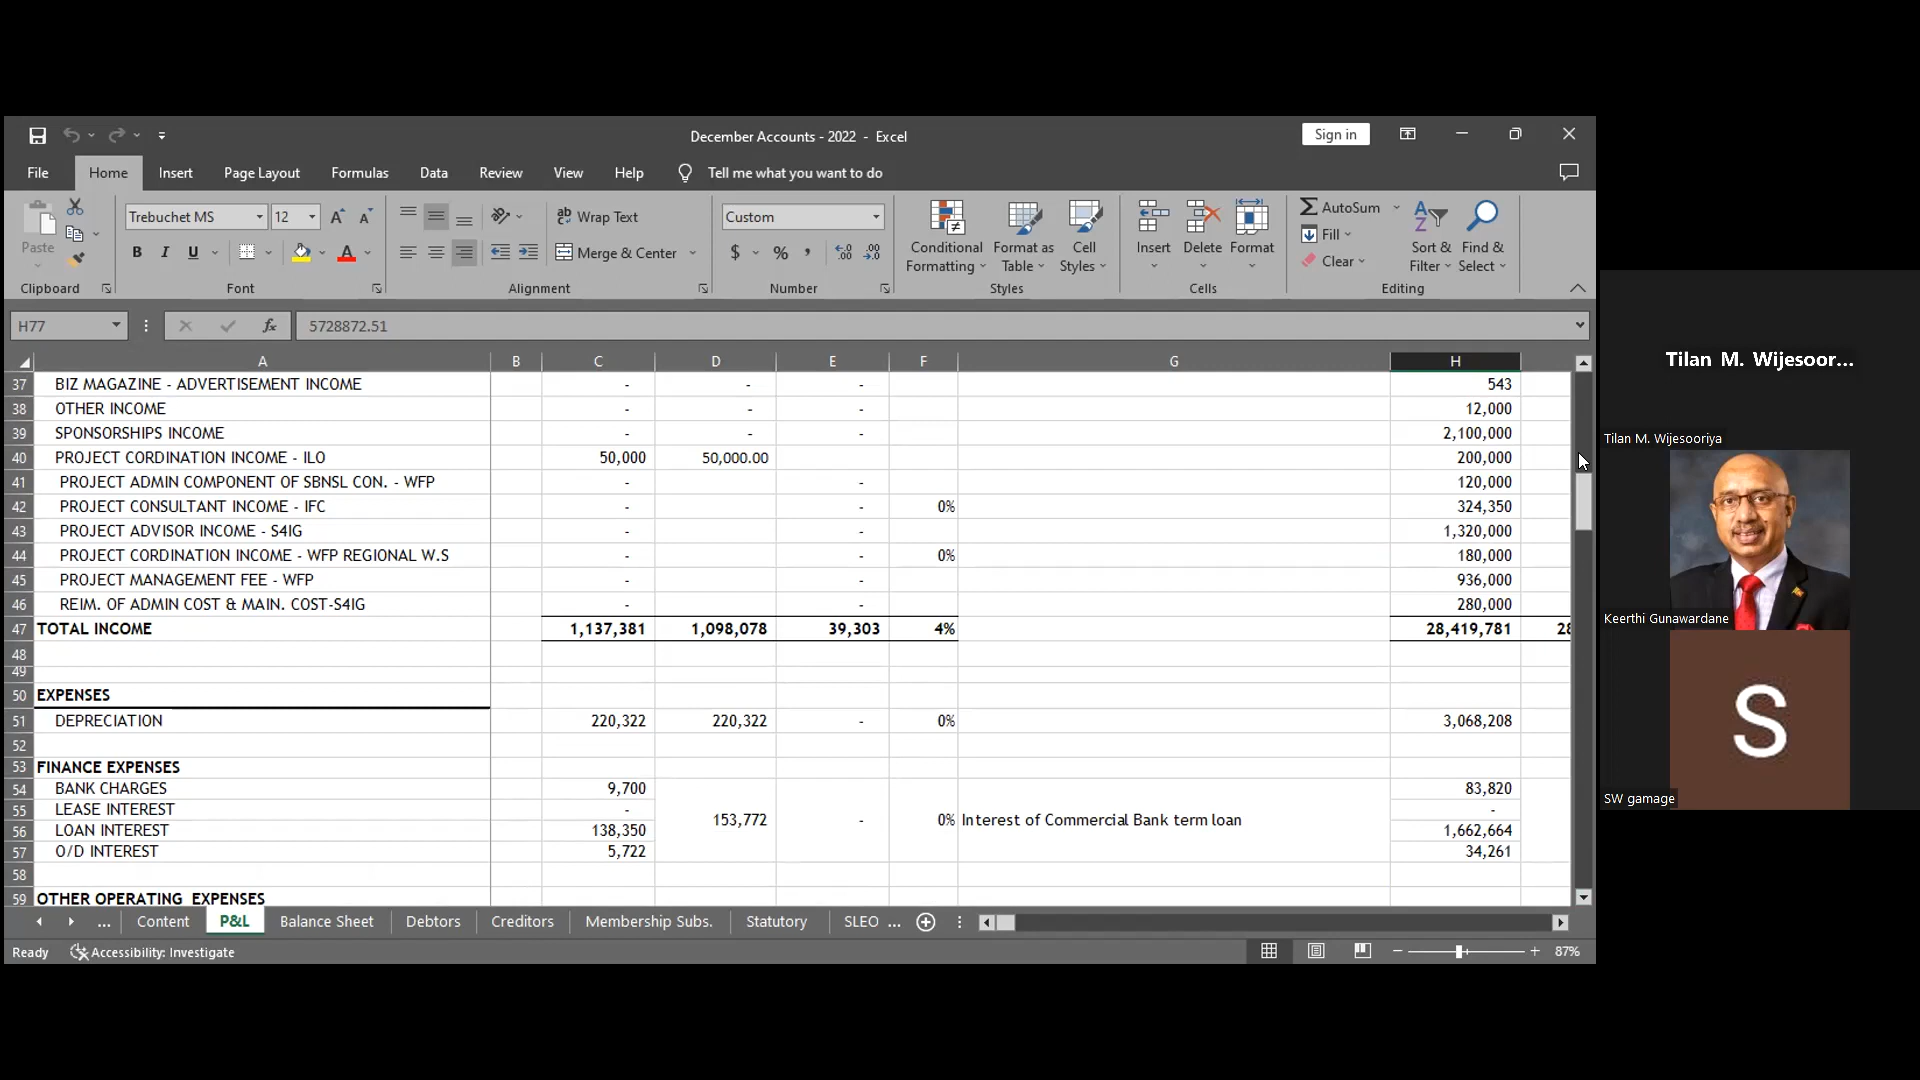 December Accounts - 2022 - Excel
Sign in
File Home Insert Page Layout Formulas Data Review View Help Tell me what you want to do
Paste
Clipboard
Trebuchet MS 12
B I U
Font
ab Wrap Text
Merge & Center
Alignment
Custom
$ % ,
Number
Conditional Formatting
Format as Table
Cell Styles
Styles
Insert Delete Format
Cells
AutoSum
Fill
Clear
Sort & Filter
Find & Select
Editing
H77 fx 5728872.51
A B C D E F G H
37 BIZ MAGAZINE - ADVERTISEMENT INCOME - - - 543
38 OTHER INCOME - - - 12,000
39 SPONSORSHIPS INCOME - - - 2,100,000
40 PROJECT CORDINATION INCOME - ILO 50,000 50,000.00 200,000
41 PROJECT ADMIN COMPONENT OF SBNSL CON. - WFP - - 120,000
42 PROJECT CONSULTANT INCOME - IFC - - 0% 324,350
43 PROJECT ADVISOR INCOME - S4IG - - 1,320,000
44 PROJECT CORDINATION INCOME - WFP REGIONAL W.S - - 0% 180,000
45 PROJECT MANAGEMENT FEE - WFP - - 936,000
46 REIM. OF ADMIN COST & MAIN. COST-S4IG - - 280,000
47 TOTAL INCOME 1,137,381 1,098,078 39,303 4% 28,419,781 28
48
49
50 EXPENSES
51 DEPRECIATION 220,322 220,322 - 0% 3,068,208
52
53 FINANCE EXPENSES
54 BANK CHARGES 9,700 83,820
55 LEASE INTEREST - 153,772 - 0% Interest of Commercial Bank term loan -
56 LOAN INTEREST 138,350 1,662,664
57 O/D INTEREST 5,722 34,261
58
59 OTHER OPERATING EXPENSES
... Content P&L Balance Sheet Debtors Creditors Membership Subs. Statutory SLEO ...
Ready Accessibility: Investigate 87%
Tilan M. Wijesoor...
Tilan M. Wijesooriya
Keerthi Gunawardane
S
SW gamage